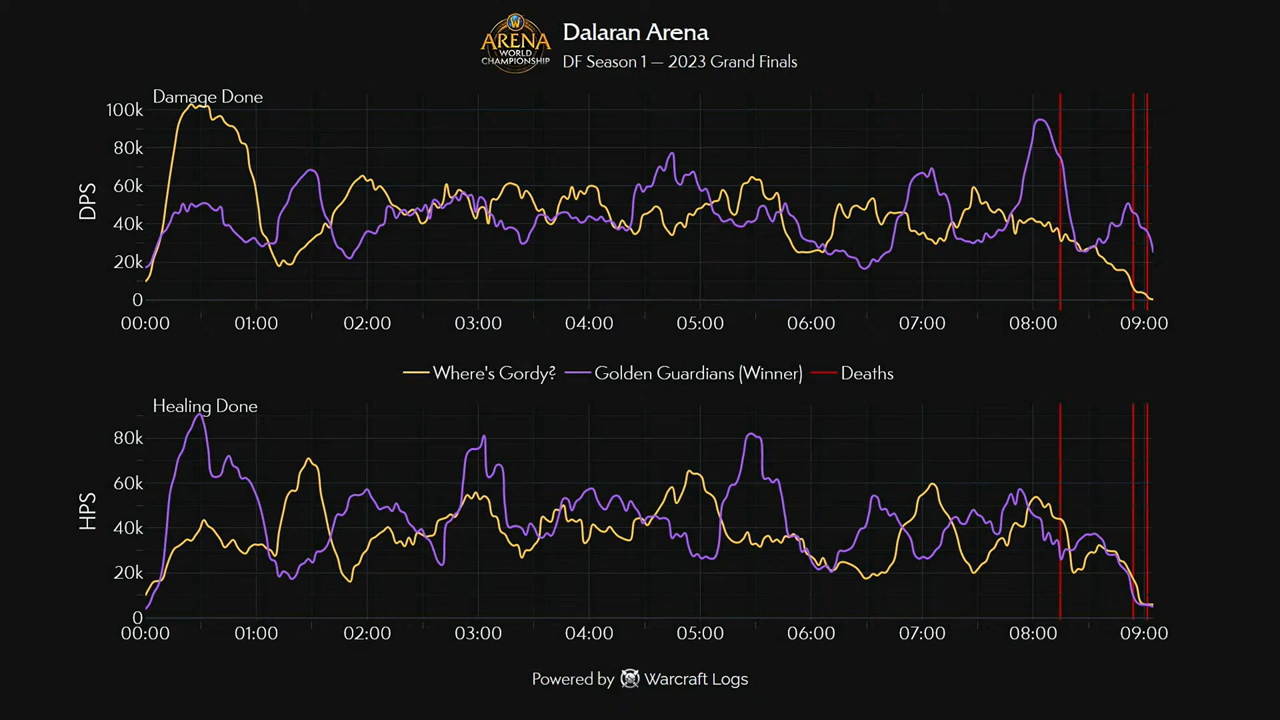 W
ARENA
WORLD
CHAMPIONSHIP
Dalaran Arena
DF Season 1 — 2023 Grand Finals
Damage Done
100k
80k
60k
40k
20k
0
DPS
00:00 01:00 02:00 03:00 04:00 05:00 06:00 07:00 08:00 09:00
Where's Gordy? Golden Guardians (Winner) Deaths
Healing Done
80k
60k
40k
20k
0
HPS
00:00 01:00 02:00 03:00 04:00 05:00 06:00 07:00 08:00 09:00
Powered by Warcraft Logs